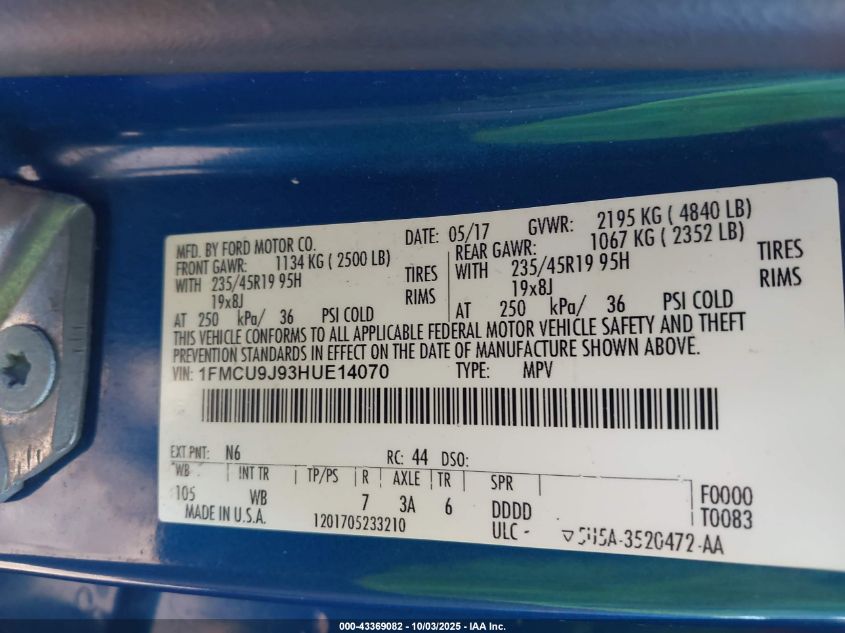 MFD. BY FORD MOTOR CO. DATE: 05/17 GVWR: 2195 KG ( 4840 LB)
FRONT GAWR: 1134 KG ( 2500 LB) REAR GAWR: 1067 KG ( 2352 LB)
WITH 235/45R19 95H TIRES WITH 235/45R19 95H TIRES
19x8J RIMS 19x8J RIMS
AT 250 kPa/ 36 PSI COLD AT 250 kPa/ 36 PSI COLD
THIS VEHICLE CONFORMS TO ALL APPLICABLE FEDERAL MOTOR VEHICLE SAFETY AND THEFT
PREVENTION STANDARDS IN EFFECT ON THE DATE OF MANUFACTURE SHOWN ABOVE.
VIN: 1FMCU9J93HUE14070 TYPE: MPV
EXT PNT: N6 RC: 44 DSO:
WB INT TR TP/PS R AXLE TR SPR F0000
105 WB 7 3A 6 DDDD T0083
MADE IN U.S.A. 1201705233210 ULC - -3520472-AA
000-43369082 - 10/03/2025 - IAA Inc.